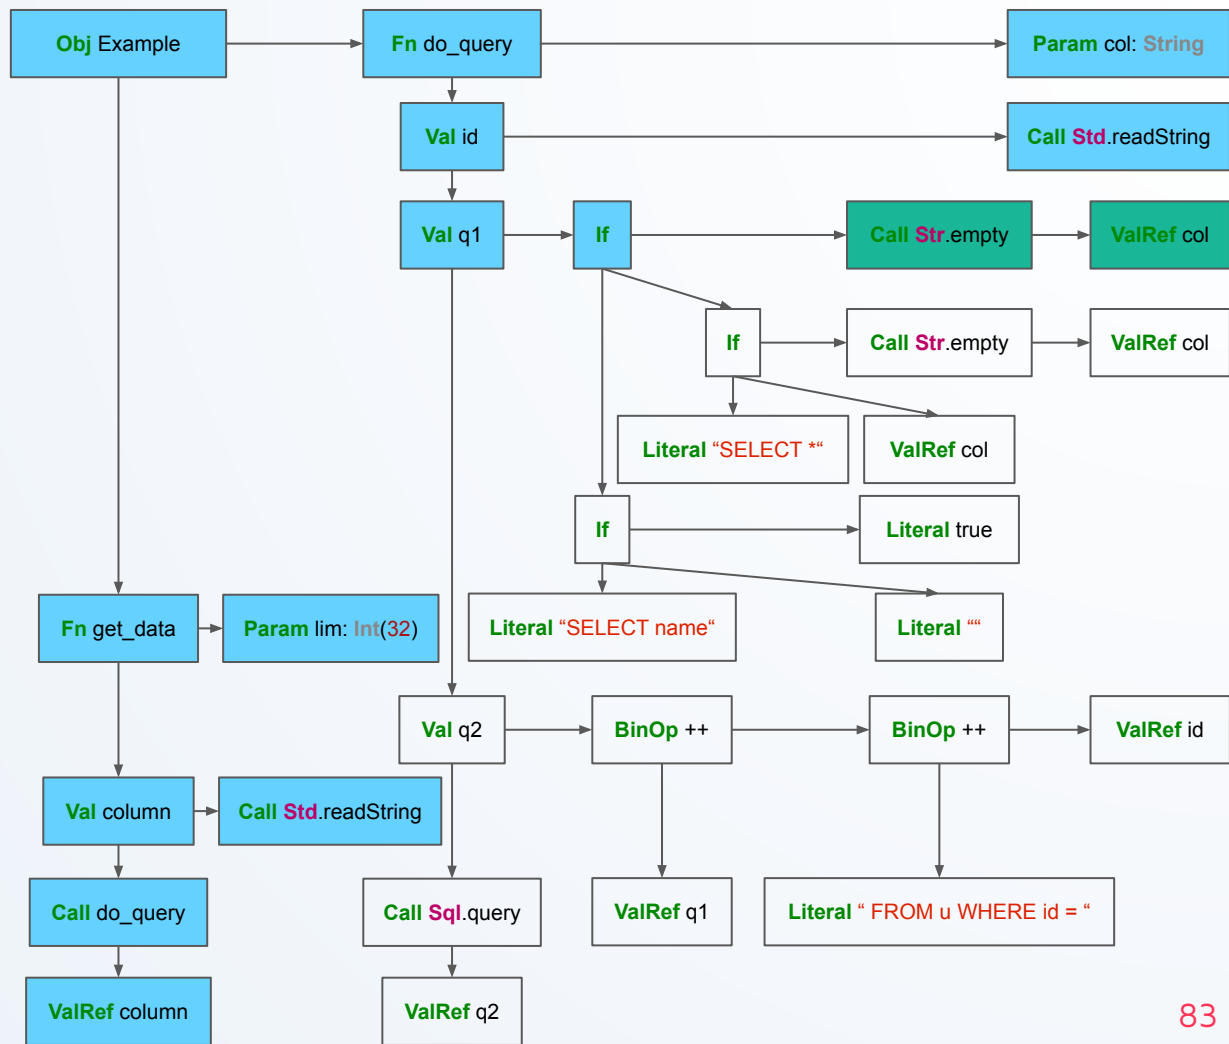 Obj Example
Fn do_query
Param col: String
Val id
Call Std.readString
Val q1
If
Call Str.empty
ValRef col
If
Call Str.empty
ValRef col
Literal “SELECT *“
ValRef col
If
Literal true
Literal “SELECT name“
Literal ““
Fn get_data
Param lim: Int(32)
Val q2
BinOp ++
BinOp ++
ValRef id
Val column
Call Std.readString
Call do_query
Call Sql.query
ValRef q1
Literal “ FROM u WHERE id = “
ValRef column
ValRef q2
83